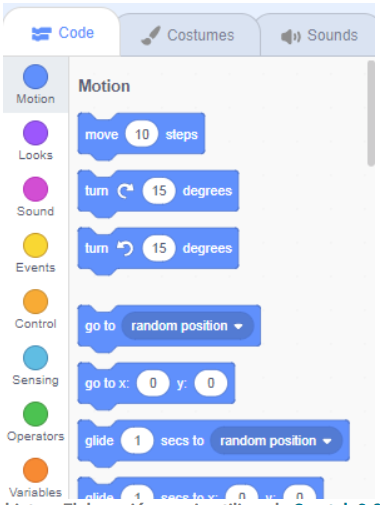 Code Costumes Sounds
Motion
Looks
Sound
Events
Control
Sensing
Operators
Variables
Motion
move 10 steps
turn 15 degrees
turn 15 degrees
go to random position
go to x: 0 y: 0
glide 1 secs to random position
glide 1 secs to x: 0 y: 0